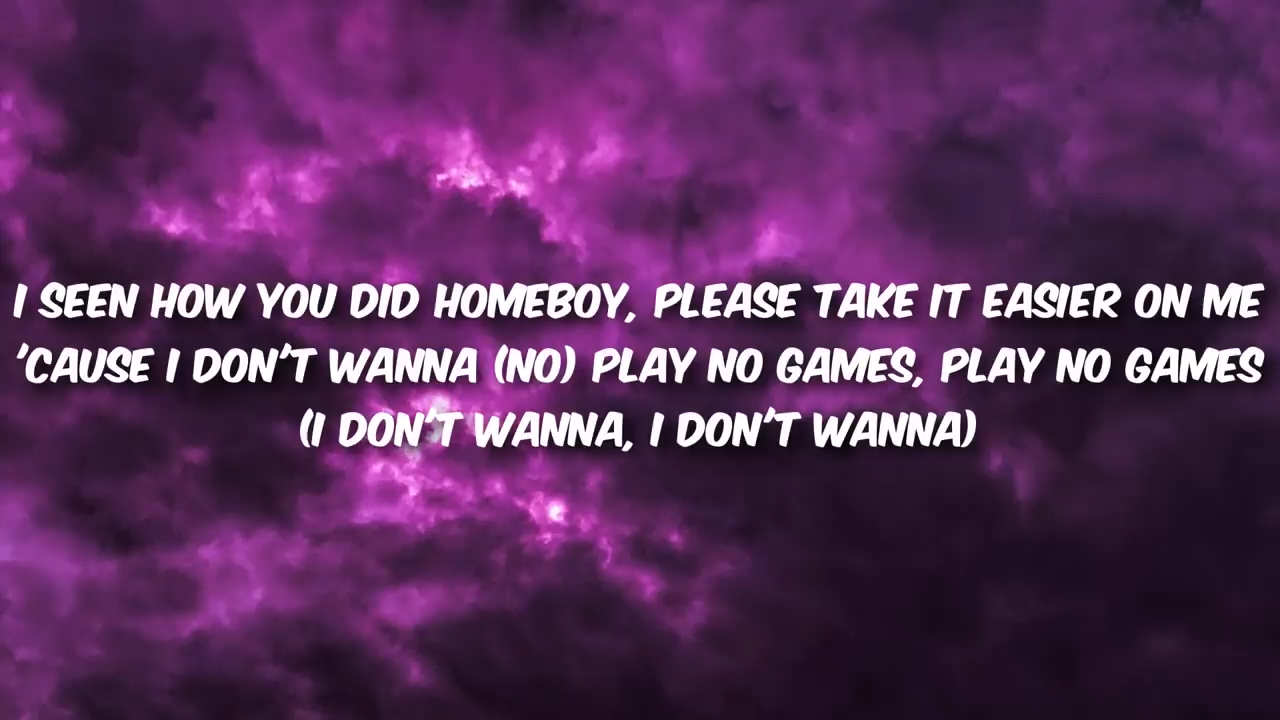 I SEEN HOW YOU DID HOMEBOY, PLEASE TAKE IT EASIER ON ME
'CAUSE I DON'T WANNA (NO) PLAY NO GAMES, PLAY NO GAMES
(I DON'T WANNA, I DON'T WANNA)